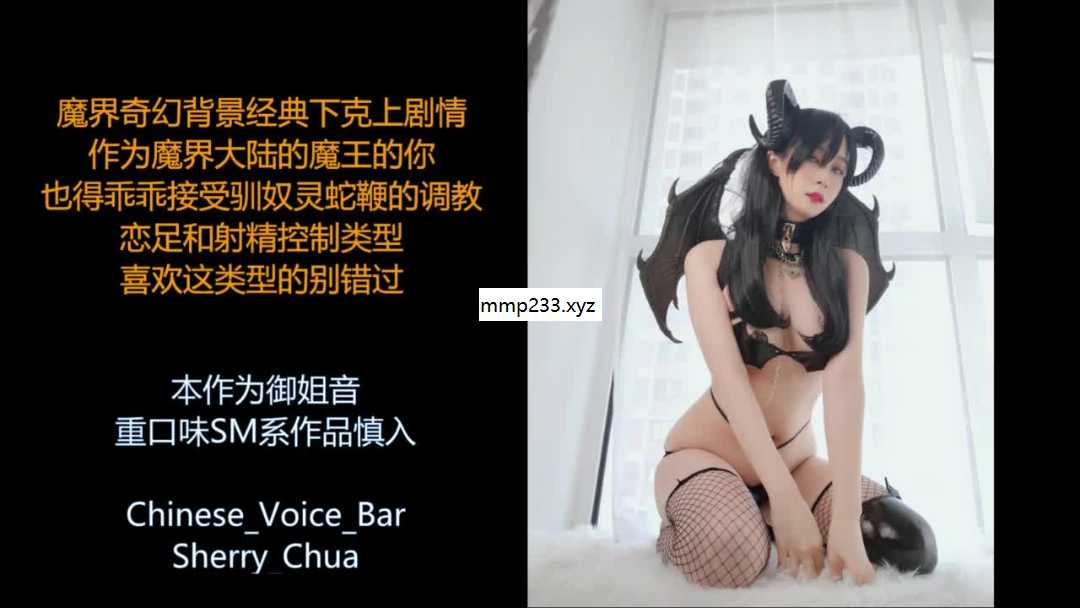 魔界奇幻背景经典下克上剧情
作为魔界大陆的魔王的你
也得乖乖接受驯奴灵蛇鞭的调教
恋足和射精控制类型
喜欢这类型的别错过
mmp233.xyz
本作为御姐音
重口味SM系作品慎入
Chinese_Voice_Bar
Sherry_Chua